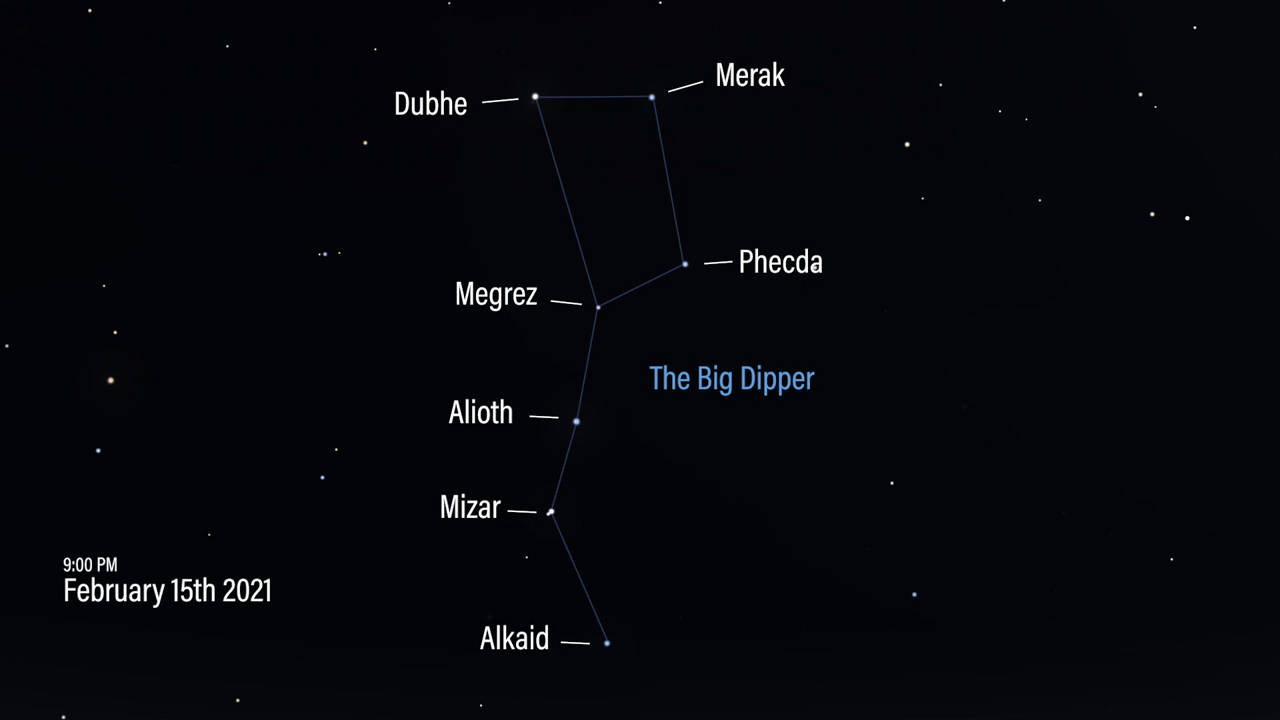 Merak
Dubhe
Phecda
Megrez
The Big Dipper
Alioth
Mizar
9:00 PM
February 15th 2021
Alkaid